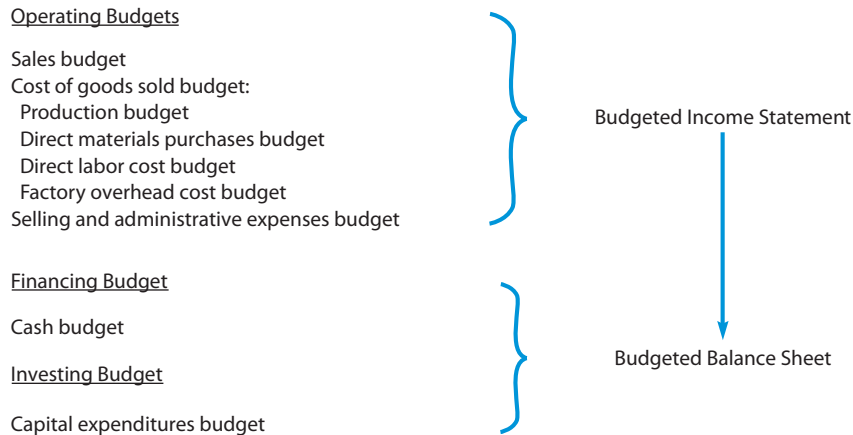 Operating Budgets
Sales budget
Cost of goods sold budget:
Production budget
Direct materials purchases budget
Direct labor cost budget
Factory overhead cost budget
Selling and administrative expenses budget
Budgeted Income Statement
Financing Budget
Cash budget
Investing Budget
Capital expenditures budget
Budgeted Balance Sheet